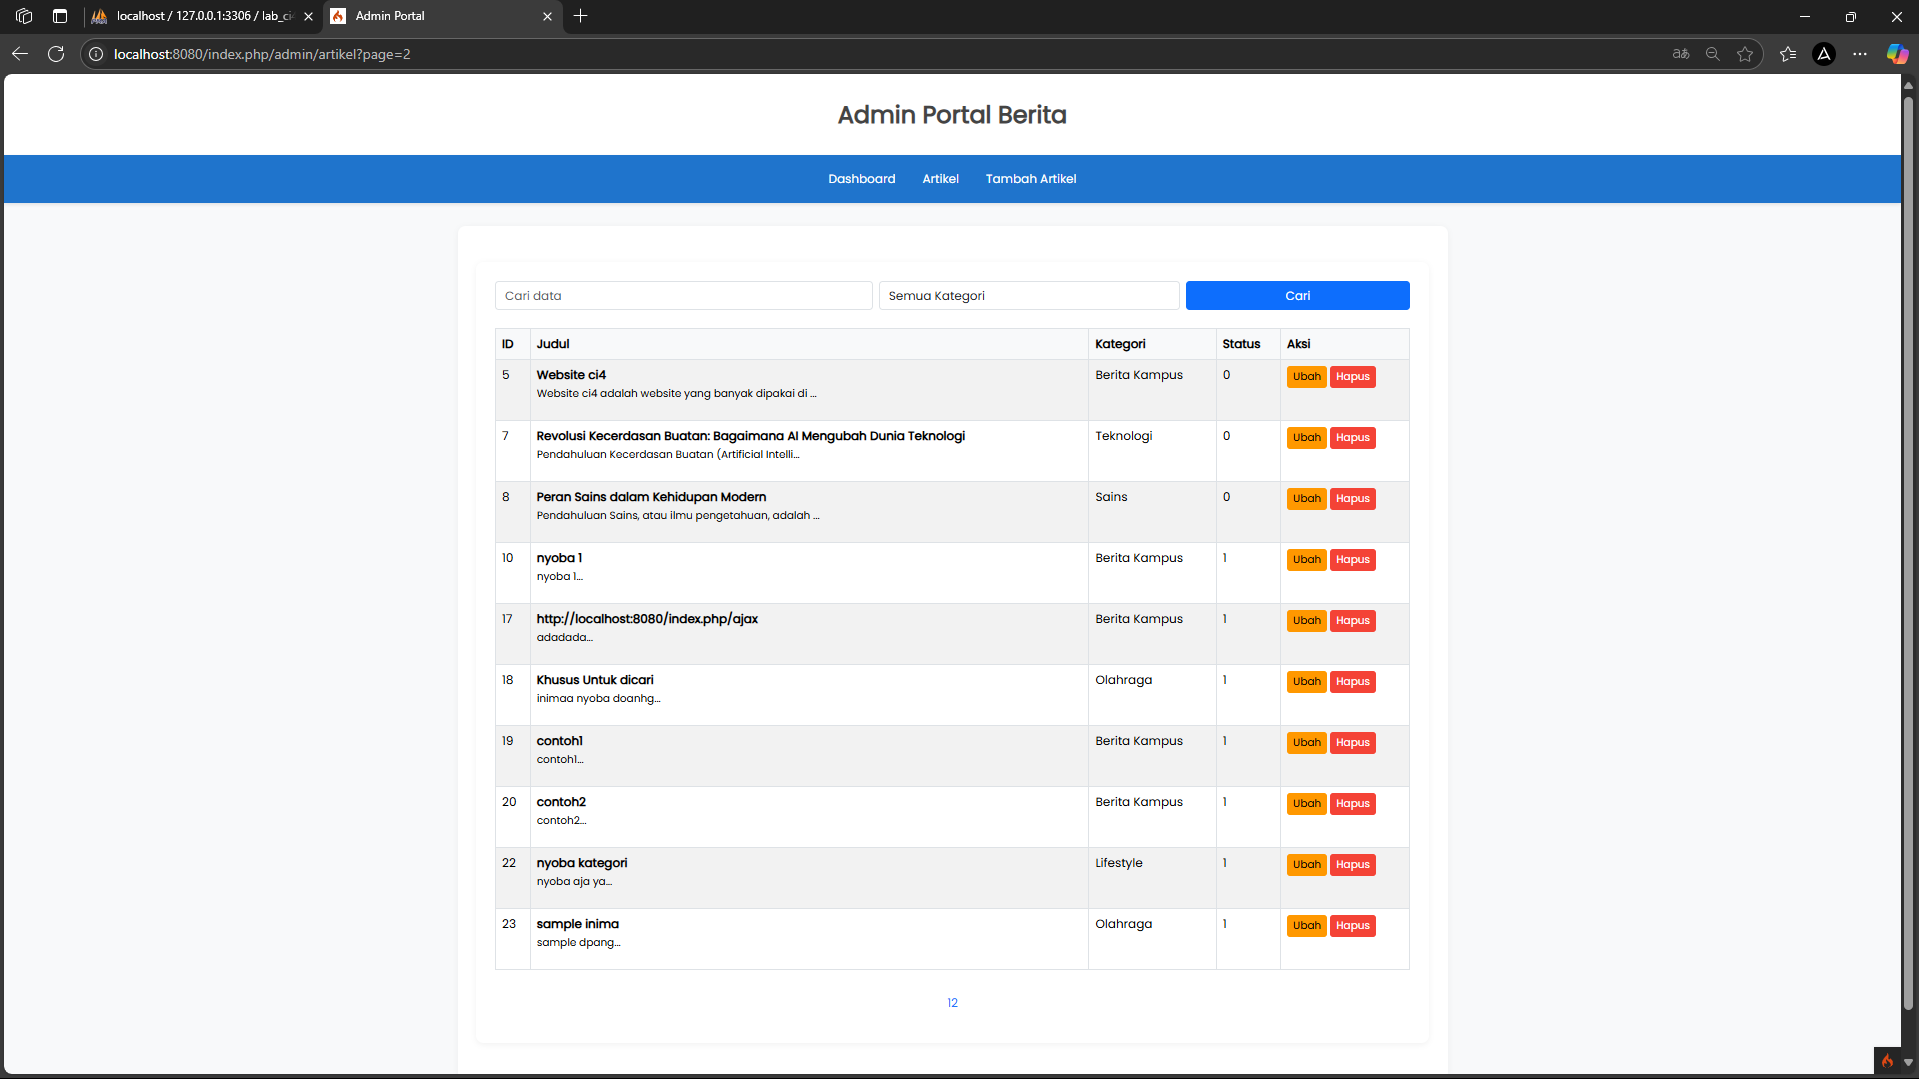 localhost / 127.0.0.1:3306 / lab_ci
Admin Portal
localhost:8080/index.php/admin/artikel?page=2
Admin Portal Berita
Dashboard Artikel Tambah Artikel
Cari data Semua Kategori Cari
ID Judul Kategori Status Aksi
5 Website ci4 Berita Kampus 0 Ubah Hapus
Website ci4 adalah website yang banyak dipakai di ...
7 Revolusi Kecerdasan Buatan: Bagaimana AI Mengubah Dunia Teknologi Teknologi 0 Ubah Hapus
Pendahuluan Kecerdasan Buatan (Artificial Intelli...
8 Peran Sains dalam Kehidupan Modern Sains 0 Ubah Hapus
Pendahuluan Sains, atau ilmu pengetahuan, adalah ...
10 nyoba 1 Berita Kampus 1 Ubah Hapus
nyoba 1...
17 http://localhost:8080/index.php/ajax Berita Kampus 1 Ubah Hapus
adadada...
18 Khusus Untuk dicari Olahraga 1 Ubah Hapus
inimaa nyoba doanhg...
19 contoh1 Berita Kampus 1 Ubah Hapus
contoh1...
20 contoh2 Berita Kampus 1 Ubah Hapus
contoh2...
22 nyoba kategori Lifestyle 1 Ubah Hapus
nyoba aja ya...
23 sample inima Olahraga 1 Ubah Hapus
sample dpang...
12